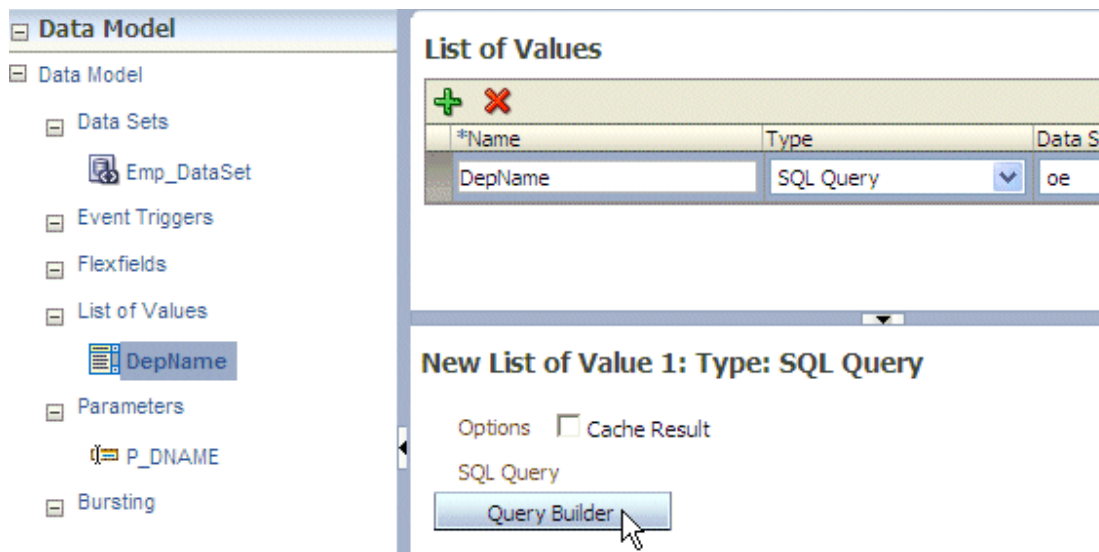 Data Model
Data Model
Data Sets
Emp_DataSet
Event Triggers
Flexfields
List of Values
DepName
Parameters
P_DNAME
Bursting
List of Values
*Name Type Data S
DepName SQL Query oe
New List of Value 1: Type: SQL Query
Options Cache Result
SQL Query
Query Builder